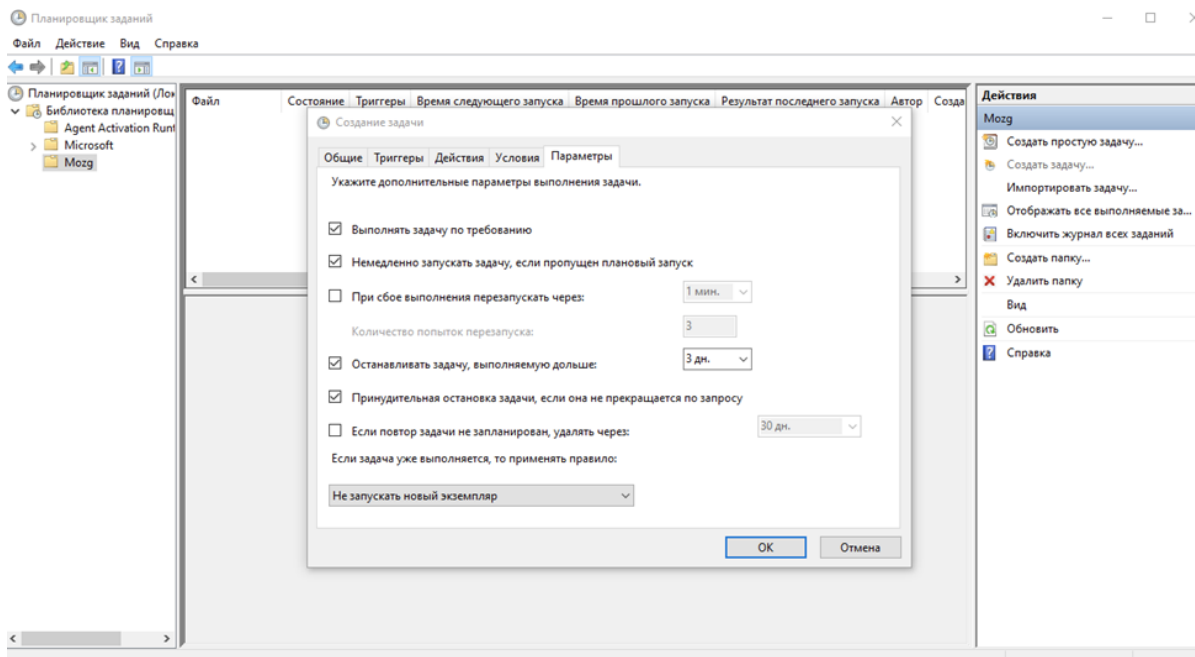 Планировщик заданий
Файл Действие Вид Справка
Планировщик заданий (Лок
Библиотека планировщ
Agent Activation Runt
Microsoft
Mozg
Файл Состояние Триггеры Время следующего запуска Время прошлого запуска Результат последнего запуска Автор Созда
Создание задачи
Общие Триггеры Действия Условия Параметры
Укажите дополнительные параметры выполнения задачи.
Выполнять задачу по требованию
Немедленно запускать задачу, если пропущен плановый запуск
При сбое выполнения перезапускать через: 1 мин.
Количество попыток перезапуска: 3
Останавливать задачу, выполняемую дольше: 3 дн.
Принудительная остановка задачи, если она не прекращается по запросу
Если повтор задачи не запланирован, удалять через: 30 дн.
Если задача уже выполняется, то применять правило:
Не запускать новый экземпляр
ОК Отмена
Действия
Mozg
Создать простую задачу...
Создать задачу...
Импортировать задачу...
Отображать все выполняемые за...
Включить журнал всех заданий
Создать папку...
Удалить папку
Вид
Обновить
Справка